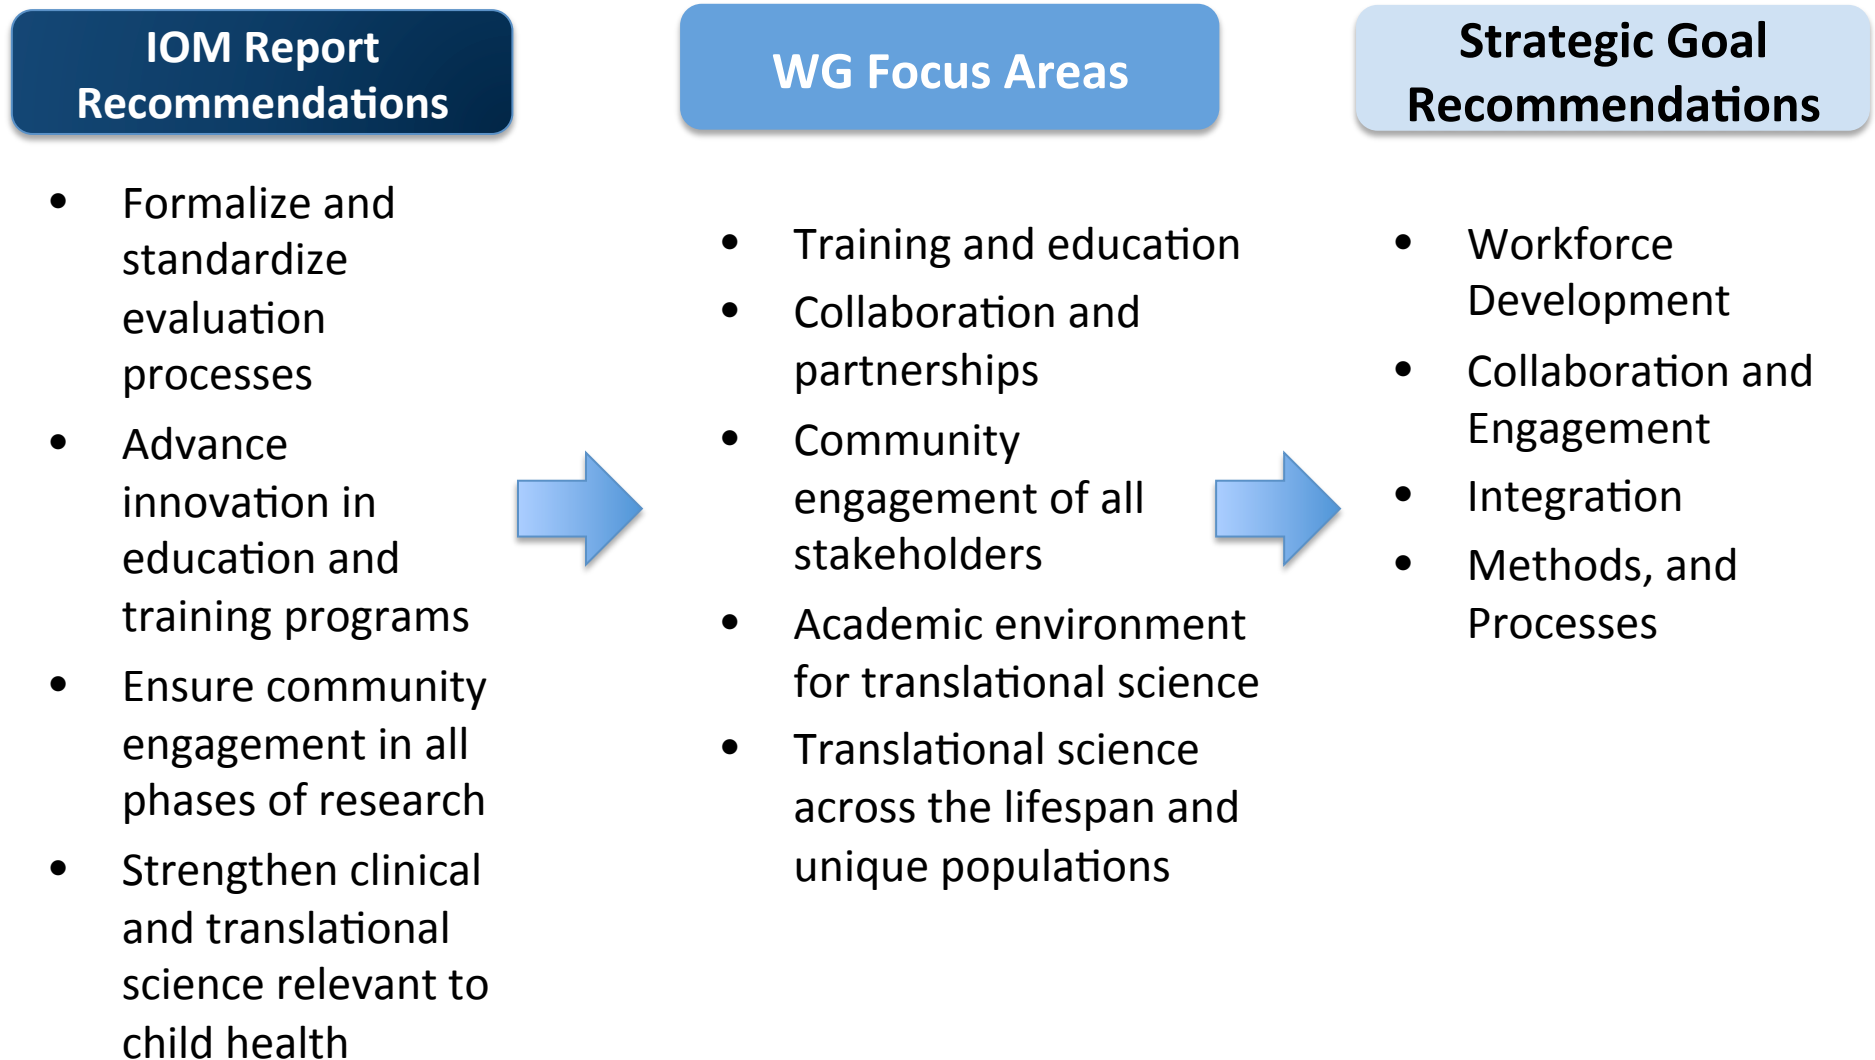 IOM Report
Recommendations
• Formalize and
standardize
evaluation
processes
• Advance
innovation in
education and
training programs
• Ensure community
engagement in all
phases of research
• Strengthen clinical
and translational
science relevant to
child health
WG Focus Areas
• Training and education
• Collaboration and
partnerships
• Community
engagement of all
stakeholders
• Academic environment
for translational science
• Translational science
across the lifespan and
unique populations
Strategic Goal
Recommendations
• Workforce
Development
• Collaboration and
Engagement
• Integration
• Methods, and
Processes